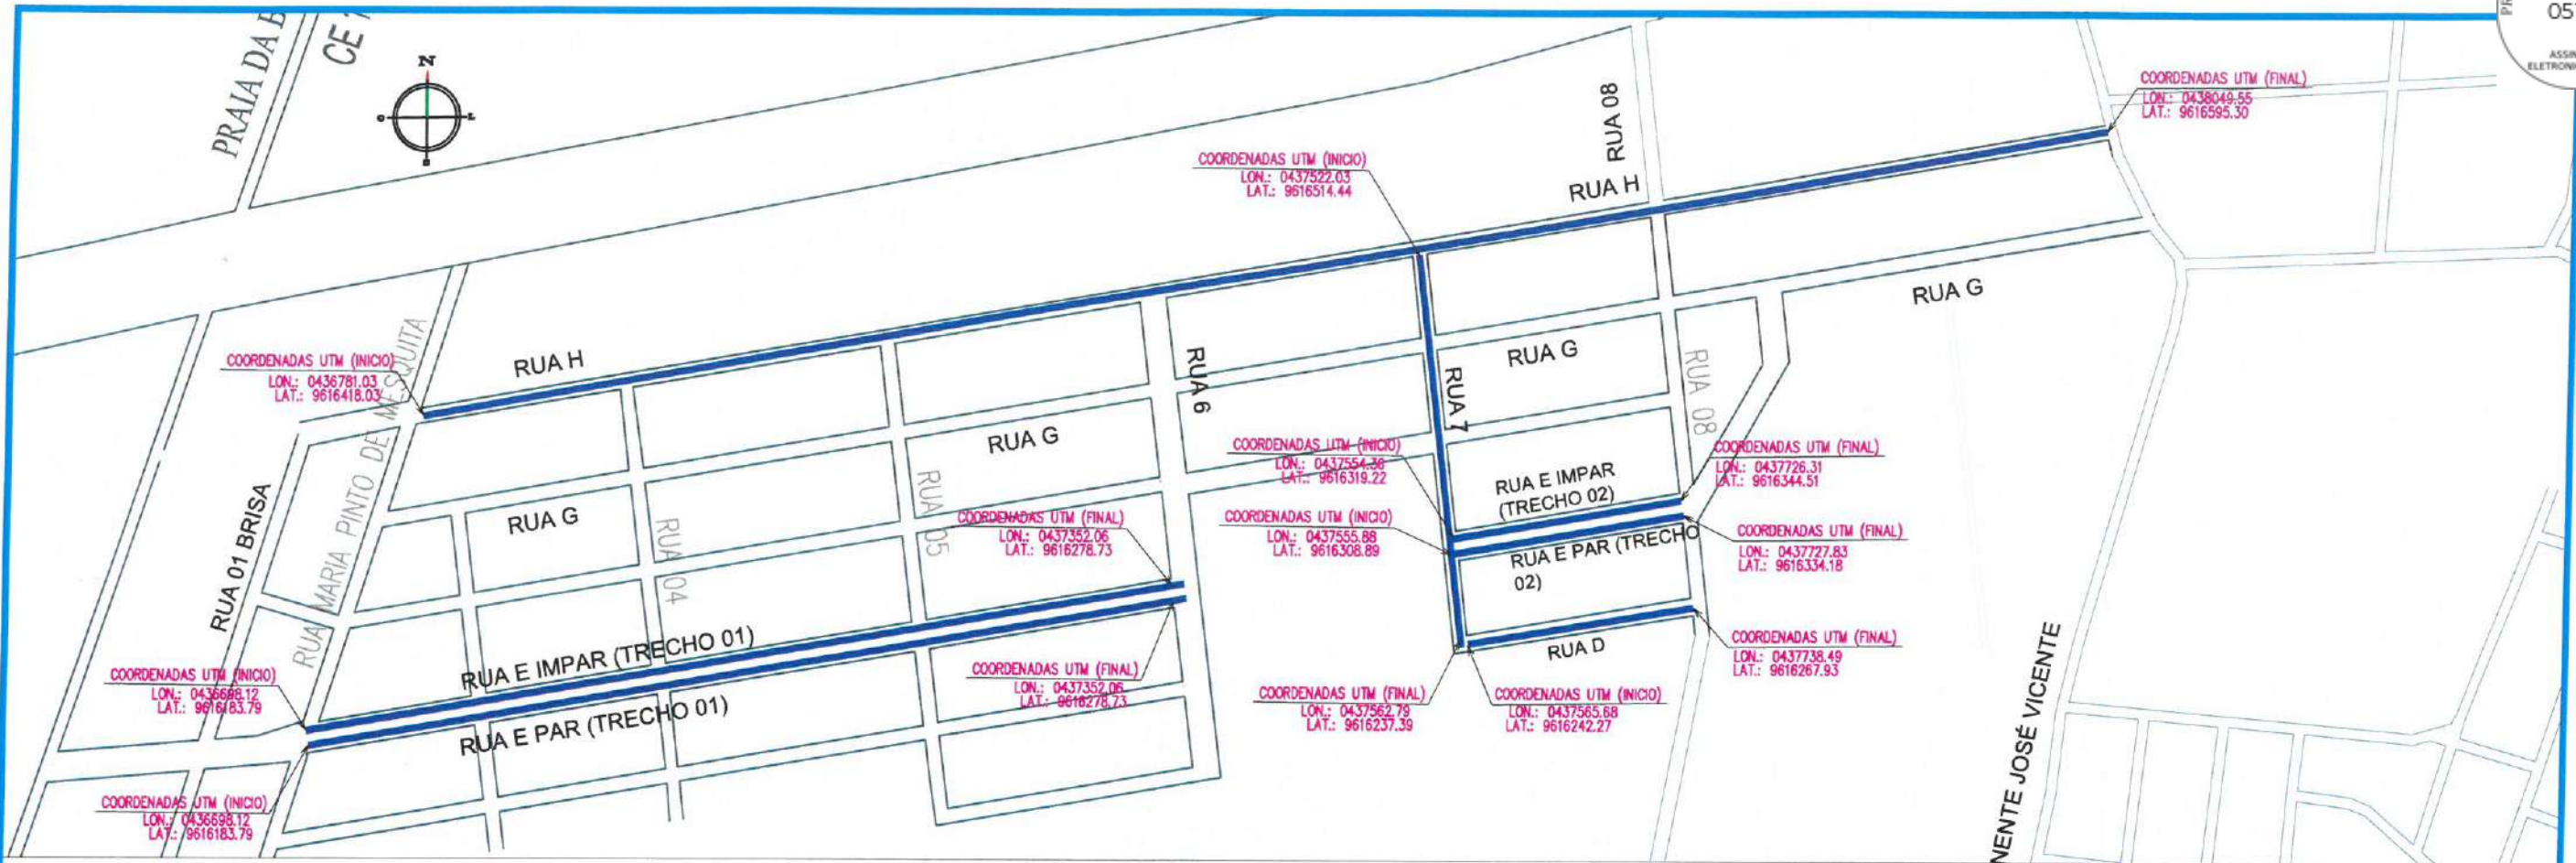 PRAIA DA B
CE 1
N
O
L
S
PR
05
ASSIN
ELETRONI
COORDENADAS UTM (FINAL)
LON.: 0438049.55
LAT.: 9616595.30
RUA 08
COORDENADAS UTM (INICIO)
LON.: 0437522.03
LAT.: 9616514.44
RUA H
RUA G
COORDENADAS UTM (INICIO)
LON.: 0436781.03
LAT.: 9616418.03
RUA H
RUA 6
RUA G
RUA 7
RUA 08
RUA MARIA PINTO DE MESQUITA
RUA G
COORDENADAS UTM (INICIO)
LON.: 0437554.36
LAT.: 9616319.22
COORDENADAS UTM (FINAL)
LON.: 0437726.31
LAT.: 9616344.51
RUA E IMPAR
(TRECHO 02)
RUA 01 BRISA
RUA G
RUA 04
RUA 05
COORDENADAS UTM (FINAL)
LON.: 0437352.06
LAT.: 9616278.73
COORDENADAS UTM (INICIO)
LON.: 0437555.88
LAT.: 9616308.89
COORDENADAS UTM (FINAL)
LON.: 0437727.83
LAT.: 9616334.18
RUA E PAR (TRECHO
02)
RUA E IMPAR (TRECHO 01)
RUA D
COORDENADAS UTM (FINAL)
LON.: 0437738.49
LAT.: 9616267.93
COORDENADAS UTM (INICIO)
LON.: 0436698.12
LAT.: 9616183.79
COORDENADAS UTM (FINAL)
LON.: 0437352.06
LAT.: 9616278.73
COORDENADAS UTM (FINAL)
LON.: 0437562.79
LAT.: 9616237.39
COORDENADAS UTM (INICIO)
LON.: 0437565.68
LAT.: 9616242.27
RUA E PAR (TRECHO 01)
NENTE JOSÉ VICENTE
COORDENADAS UTM (INICIO)
LON.: 0436698.12
LAT.: 9616183.79